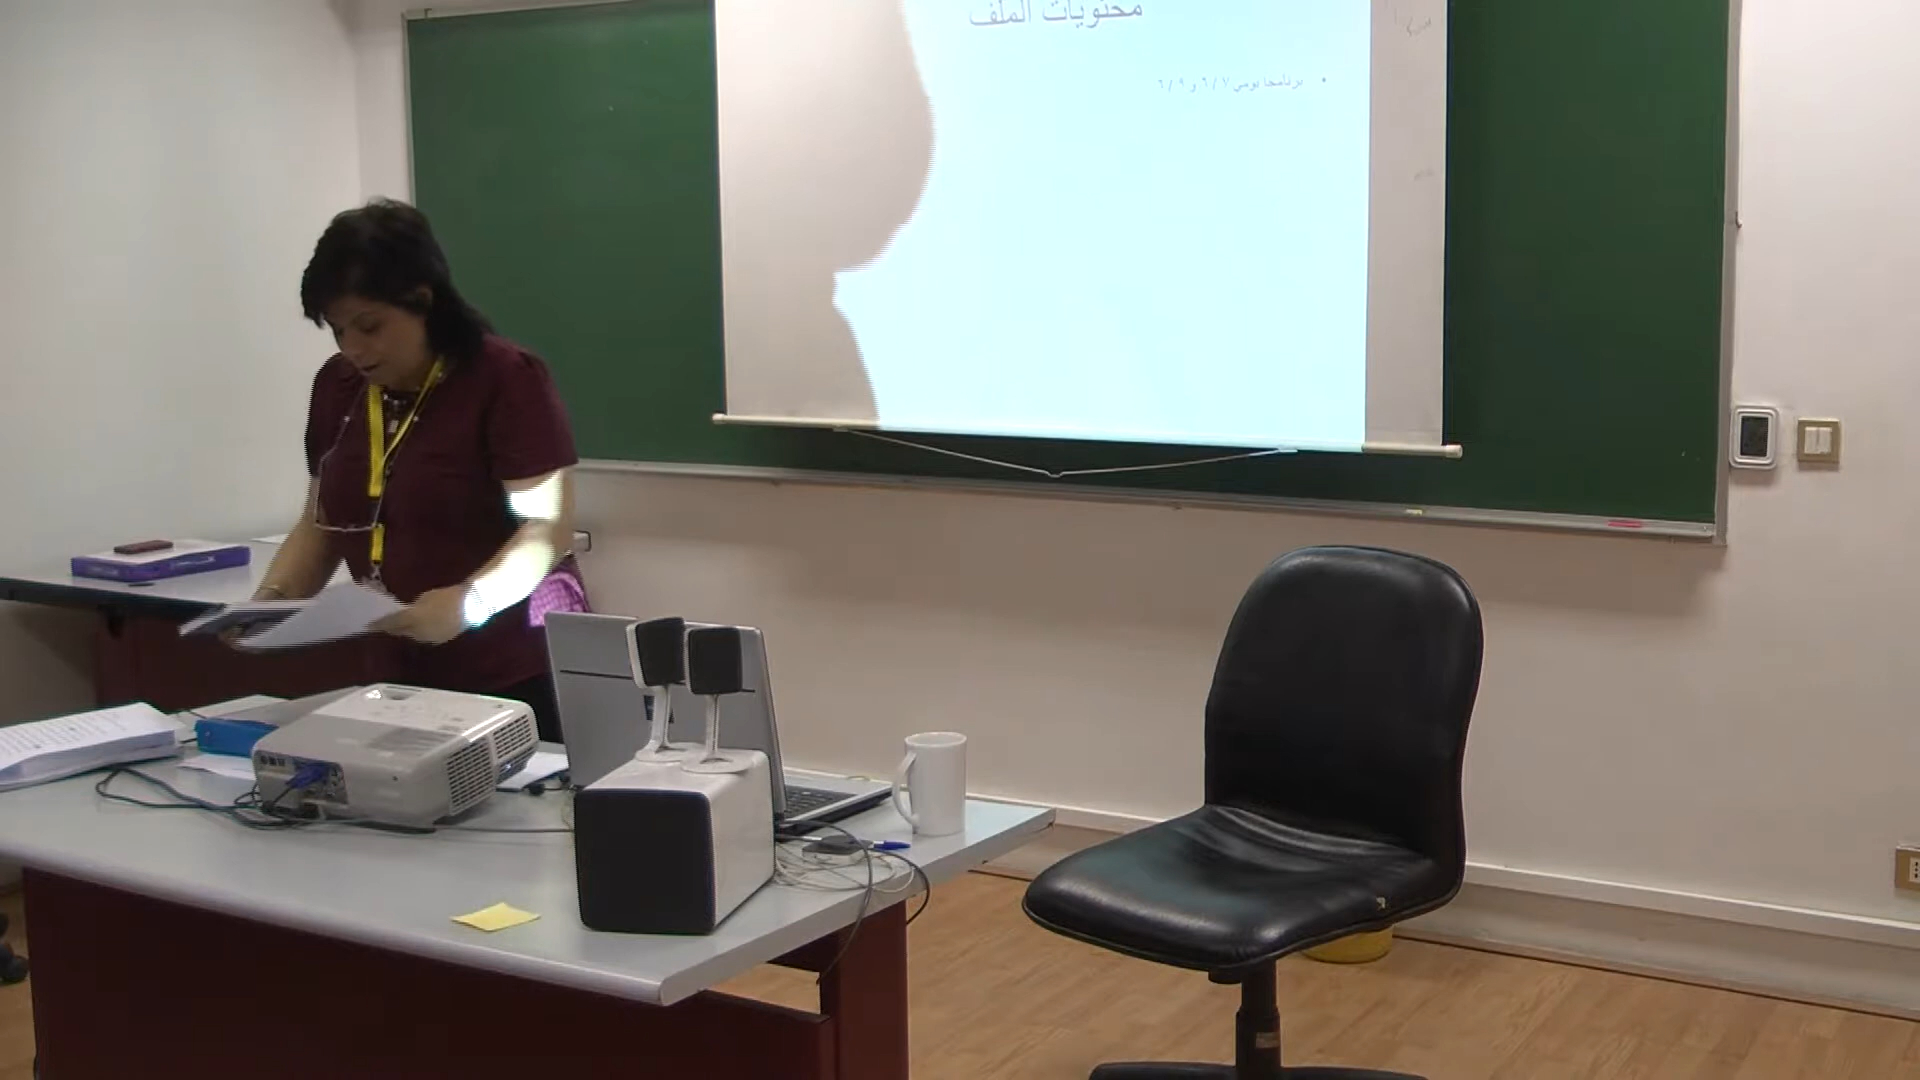 محتويات الملف
• برنامجا يومي ٦/٧ و ٦/٩